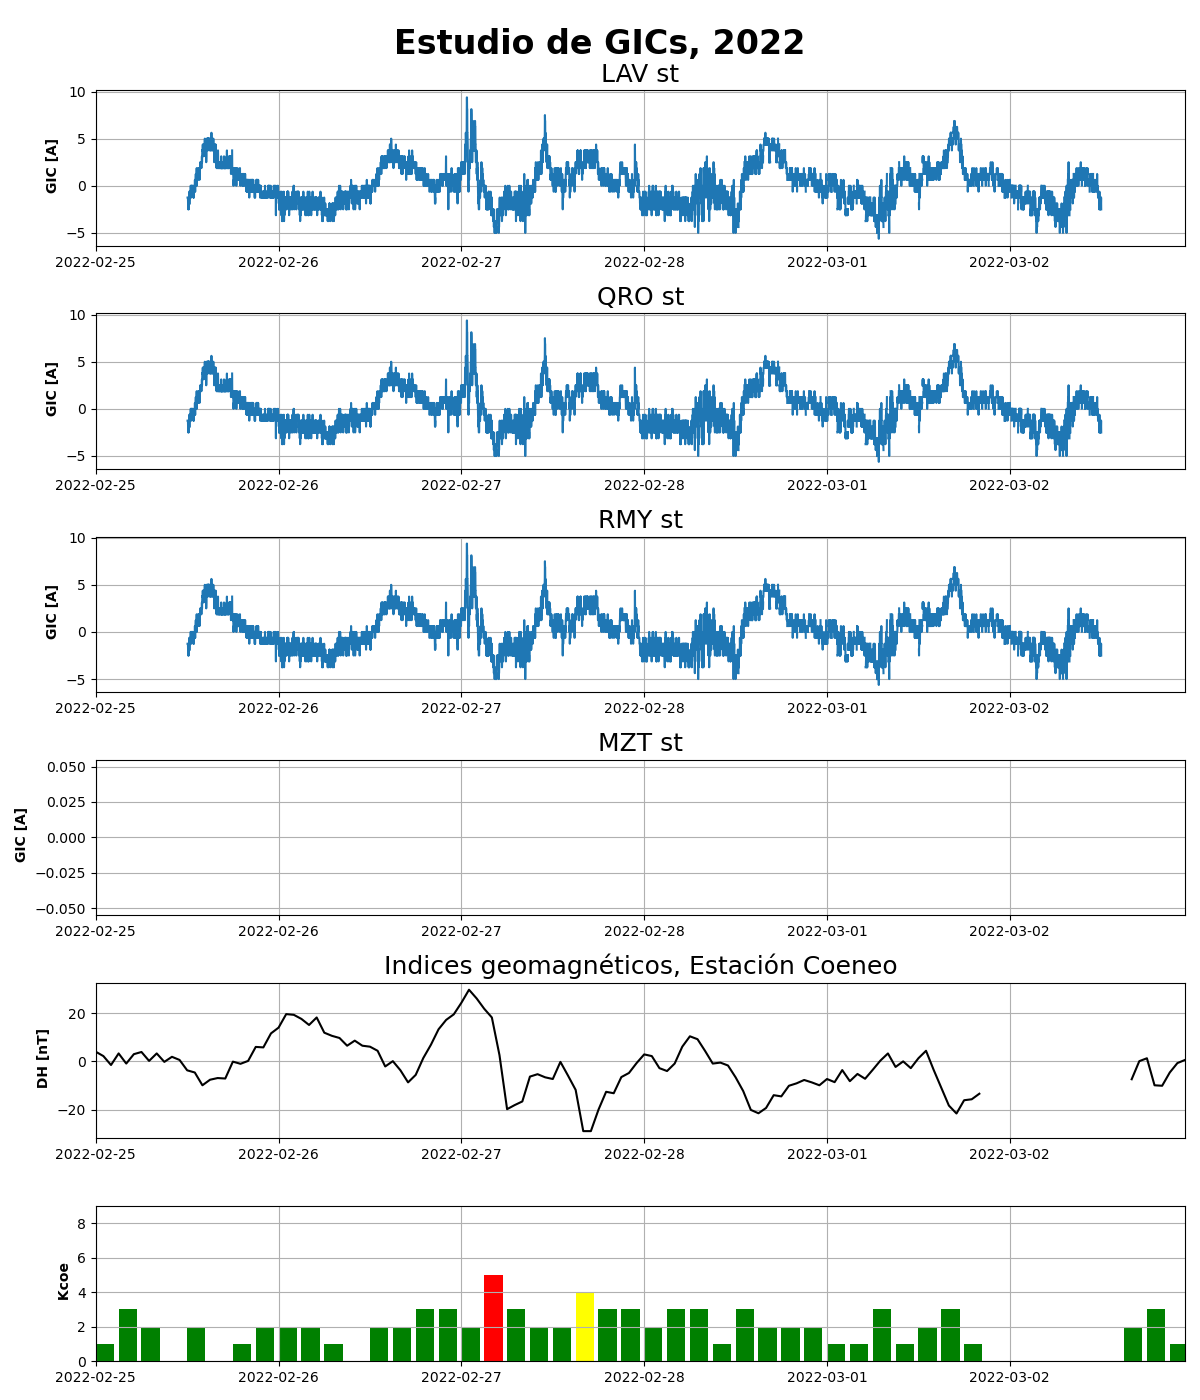 Estudio de GICs, 2022
LAV st
10
5
0
−5
GIC [A]
2022-02-25 2022-02-26 2022-02-27 2022-02-28 2022-03-01 2022-03-02
QRO st
10
5
0
−5
GIC [A]
2022-02-25 2022-02-26 2022-02-27 2022-02-28 2022-03-01 2022-03-02
RMY st
10
5
0
−5
GIC [A]
2022-02-25 2022-02-26 2022-02-27 2022-02-28 2022-03-01 2022-03-02
MZT st
0.050
0.025
0.000
−0.025
−0.050
GIC [A]
2022-02-25 2022-02-26 2022-02-27 2022-02-28 2022-03-01 2022-03-02
Indices geomagnéticos, Estación Coeneo
20
0
−20
DH [nT]
2022-02-25 2022-02-26 2022-02-27 2022-02-28 2022-03-01 2022-03-02
8
6
4
2
0
Kcoe
2022-02-25 2022-02-26 2022-02-27 2022-02-28 2022-03-01 2022-03-02